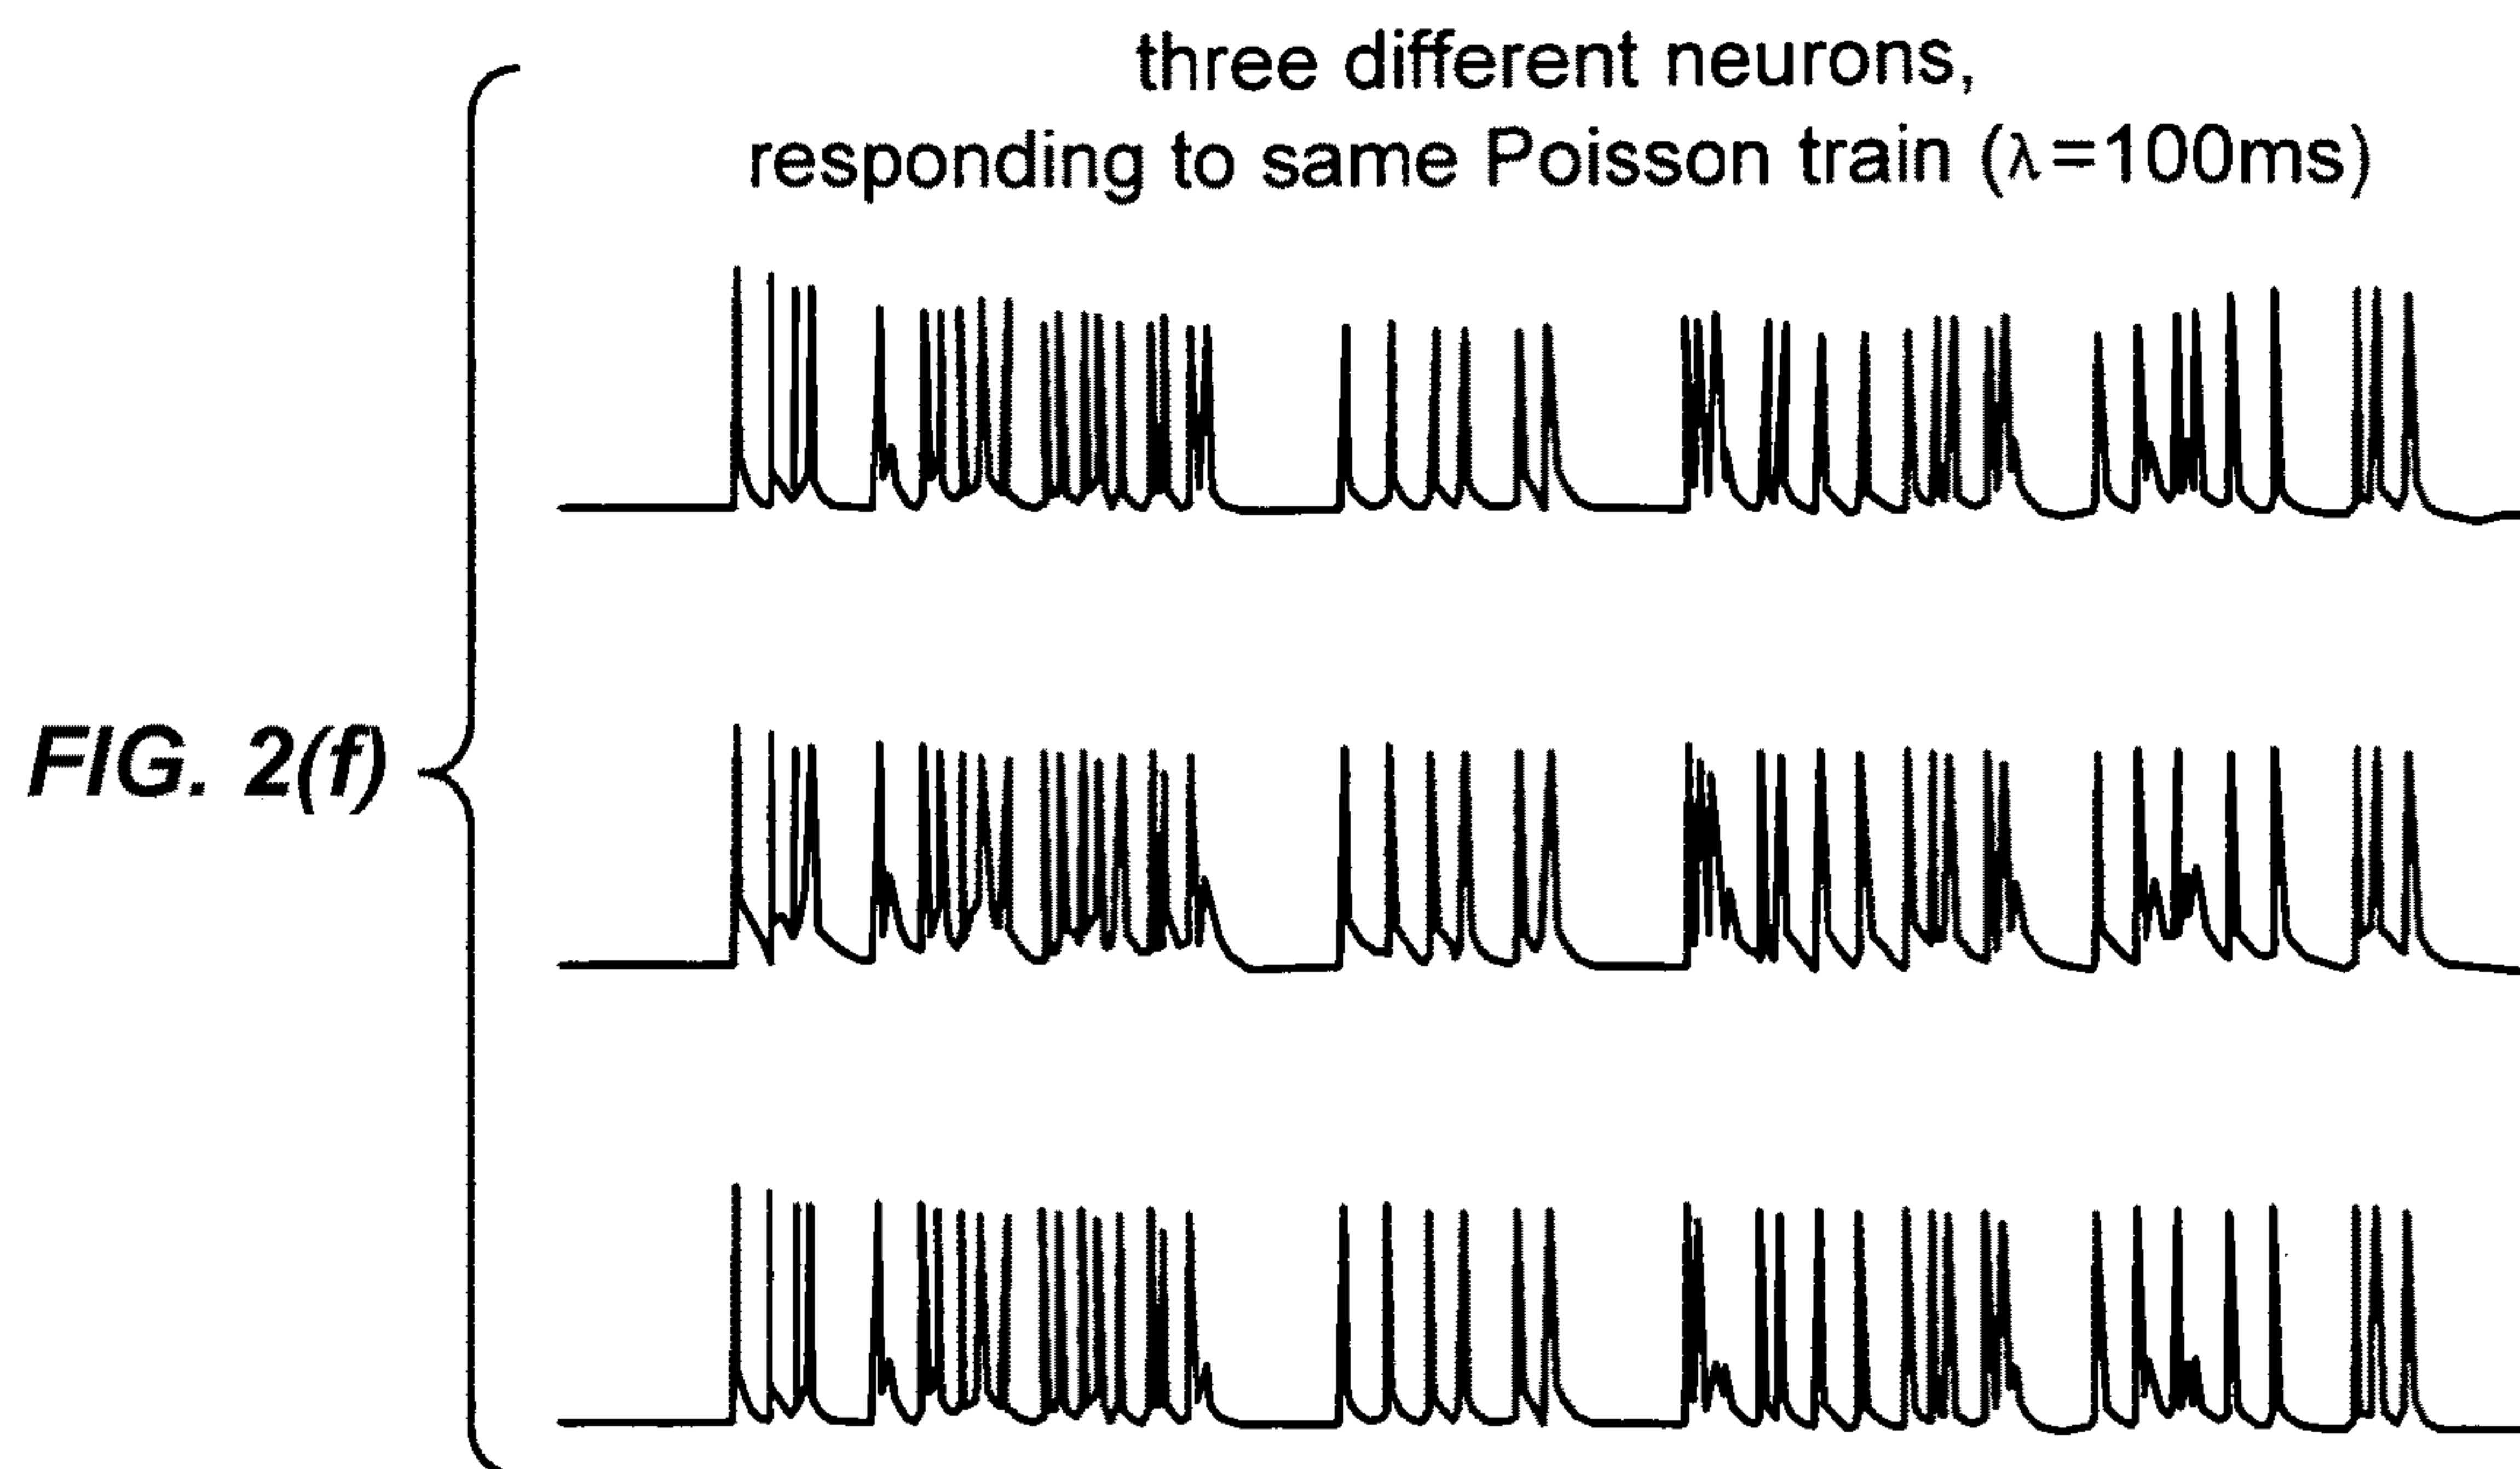 three different neurons,
responding to same Poisson train (λ=100ms)
FIG. 2(f)